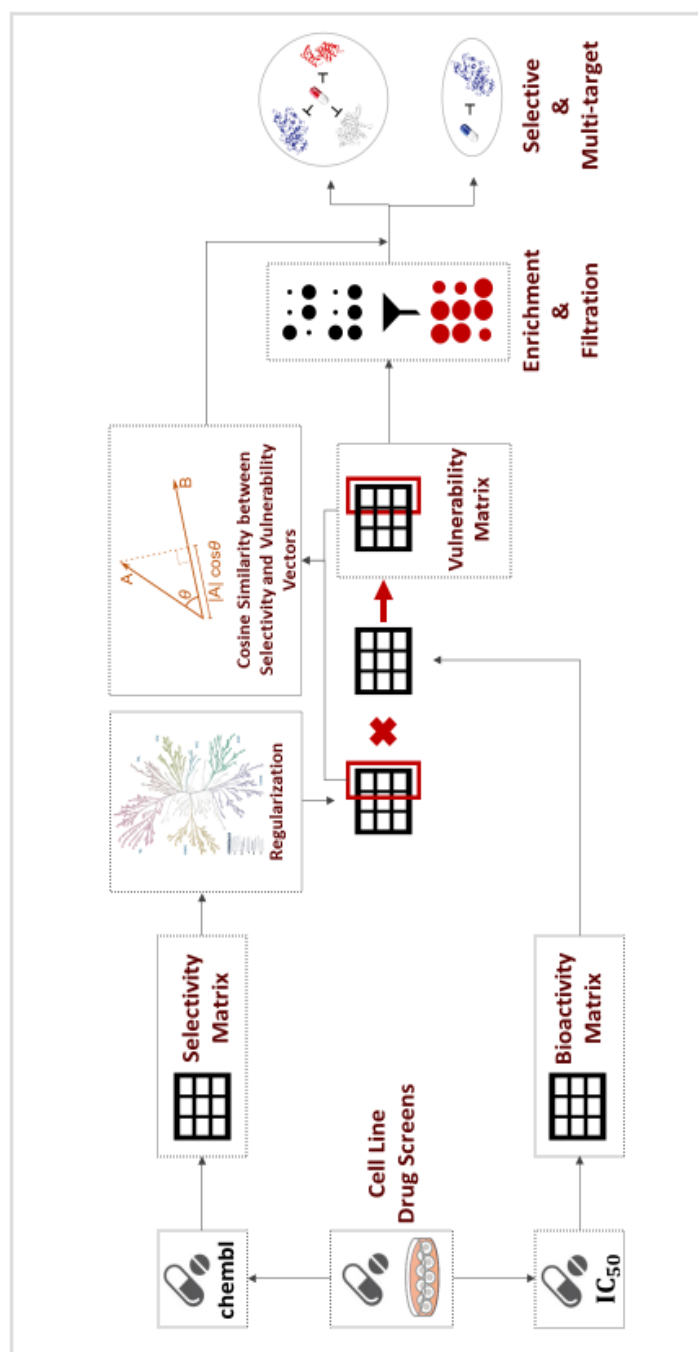 chembl
Cell Line
Drug Screens
IC50
Selectivity
Matrix
Bioactivity
Matrix
Regularization
A
B
θ
|A| cosθ
Cosine Similarity between
Selectivity and Vulnerability
Vectors
Vulnerability
Matrix
Enrichment
&
Filtration
Selective
&
Multi-target